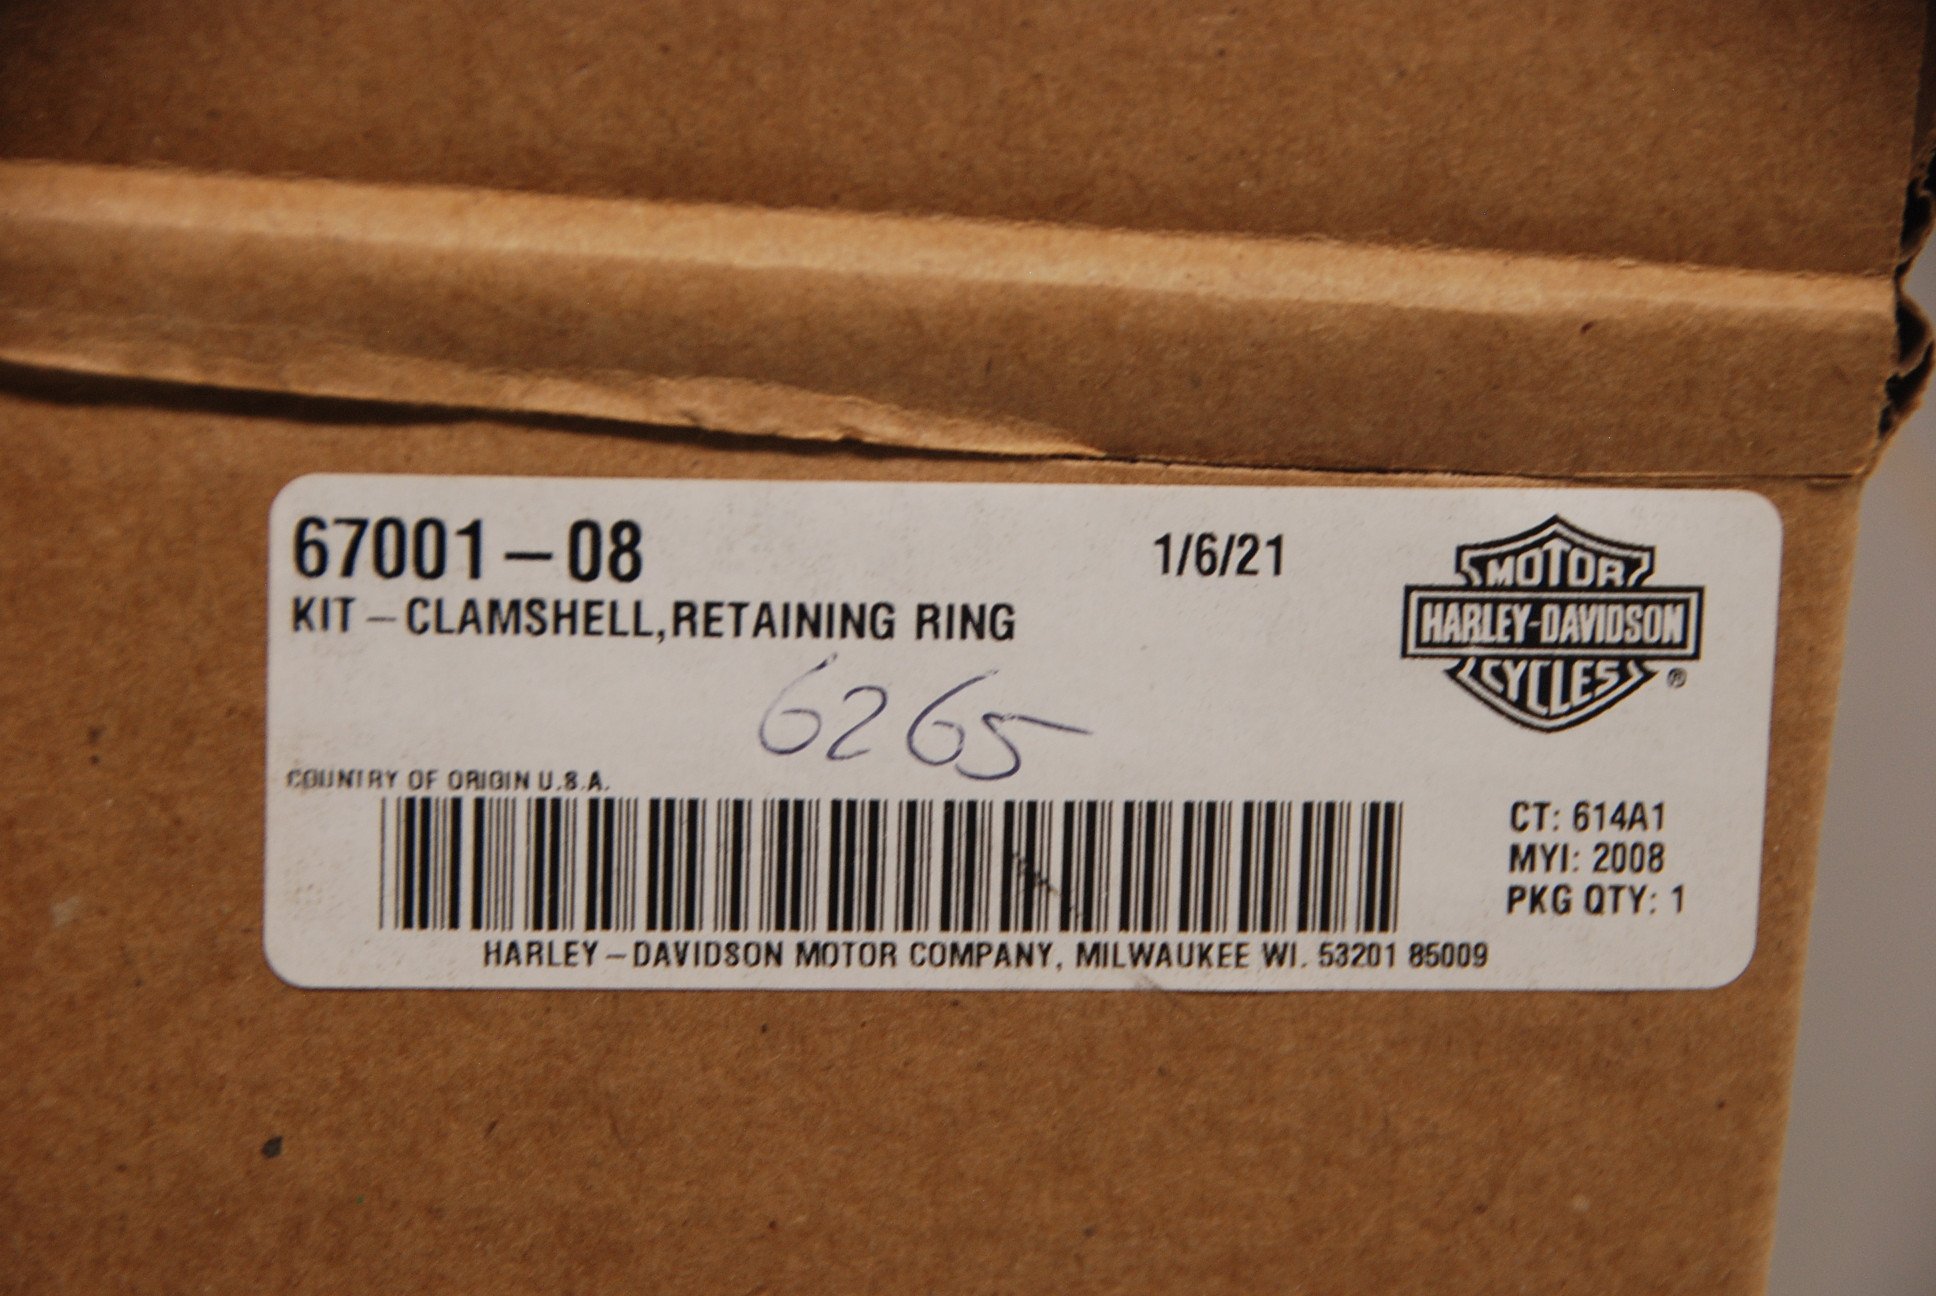 67001-08
1/6/21
KIT-CLAMSHELL,RETAINING RING
MOTOR
HARLEY-DAVIDSON
CYCLES ®
6265
COUNTRY OF ORIGIN U.S.A.
CT: 614A1
MYI: 2008
PKG QTY: 1
HARLEY-DAVIDSON MOTOR COMPANY, MILWAUKEE WI. 53201 85009